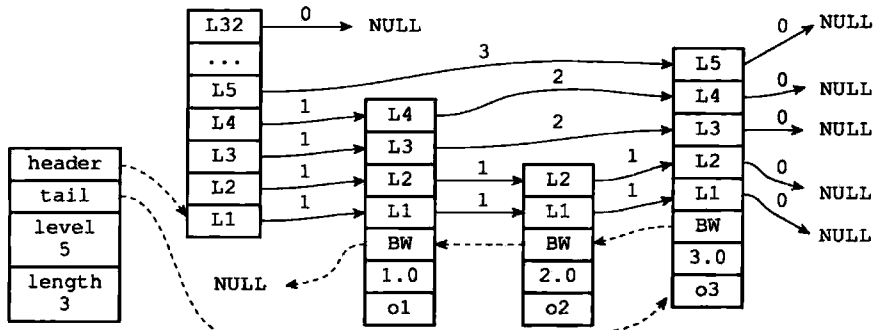 header
tail
level
5
length
3
L32
...
L5
L4
L3
L2
L1
0
NULL
3
1
1
1
1
L4
L3
L2
L1
BW
1.0
o1
NULL
2
2
1
1
L2
L1
BW
2.0
o2
1
1
L5
L4
L3
L2
L1
BW
3.0
o3
0
NULL
0
NULL
0
NULL
0
NULL
0
NULL